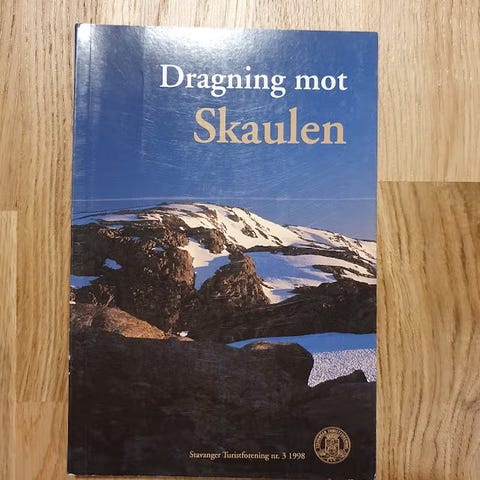 Dragning mot
Skaulen
Stavanger Turistforening nr. 3 1998